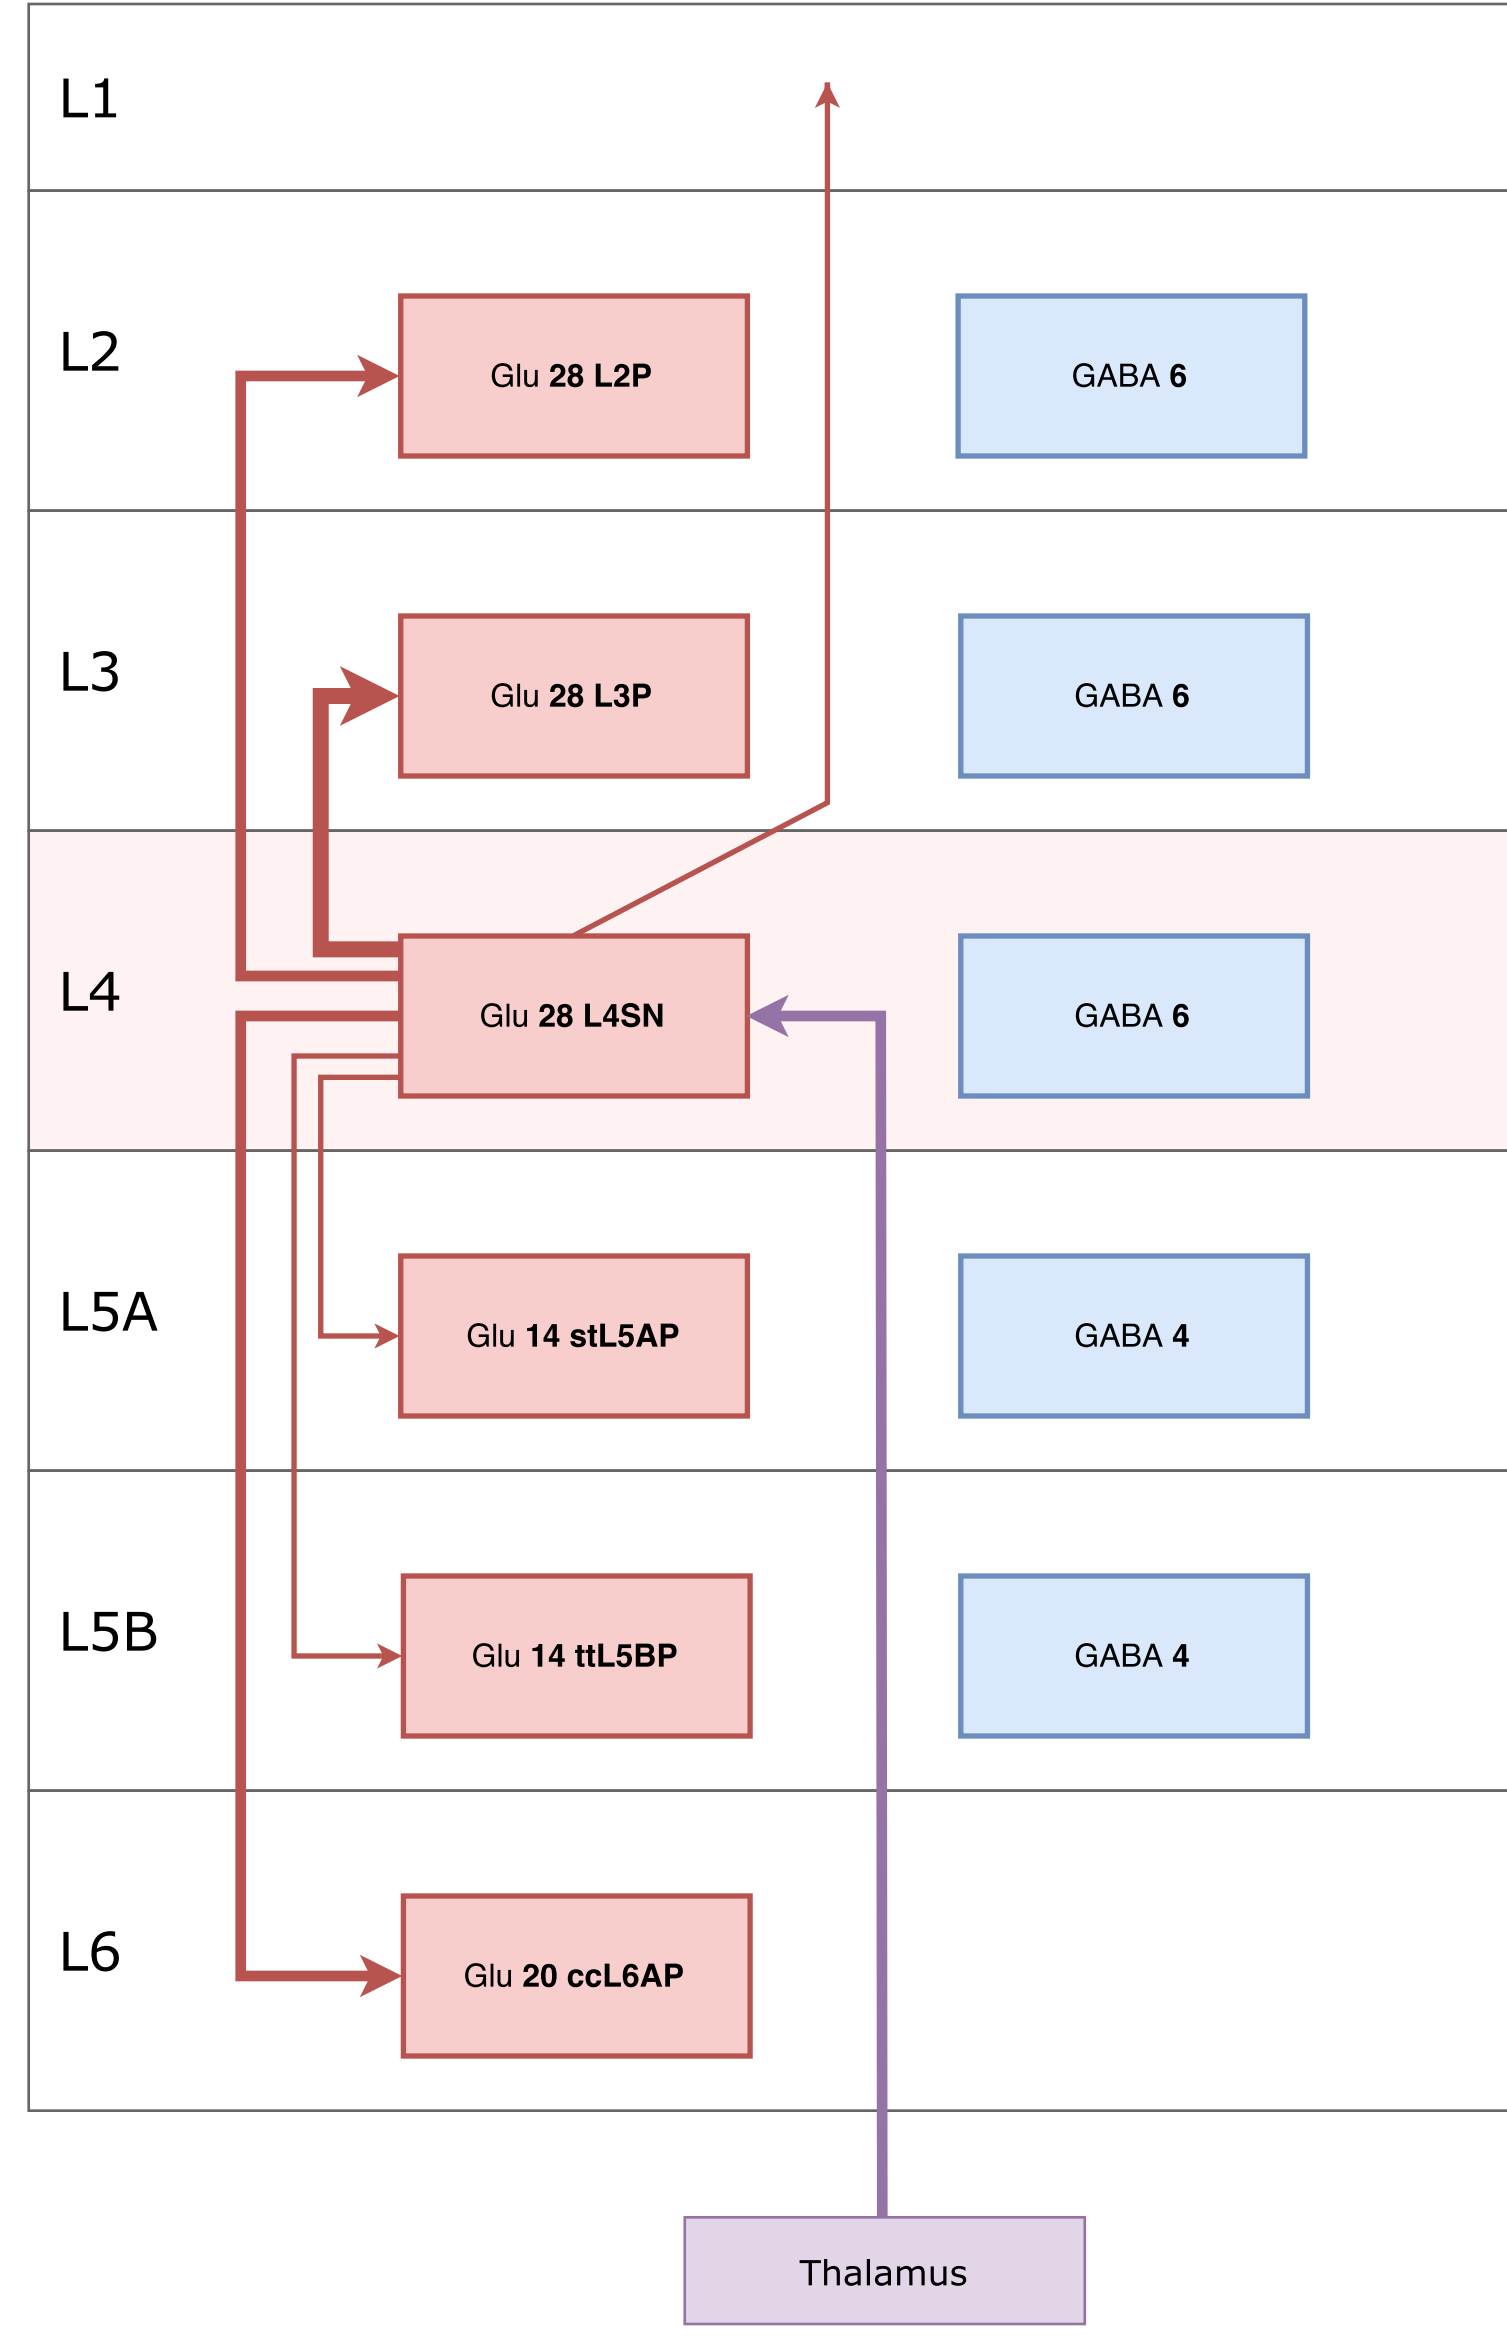 L1
L2
Glu 28 L2P
GABA 6
L3
Glu 28 L3P
GABA 6
L4
Glu 28 L4SN
GABA 6
L5A
Glu 14 stL5AP
GABA 4
L5B
Glu 14 ttL5BP
GABA 4
L6
Glu 20 ccL6AP
Thalamus